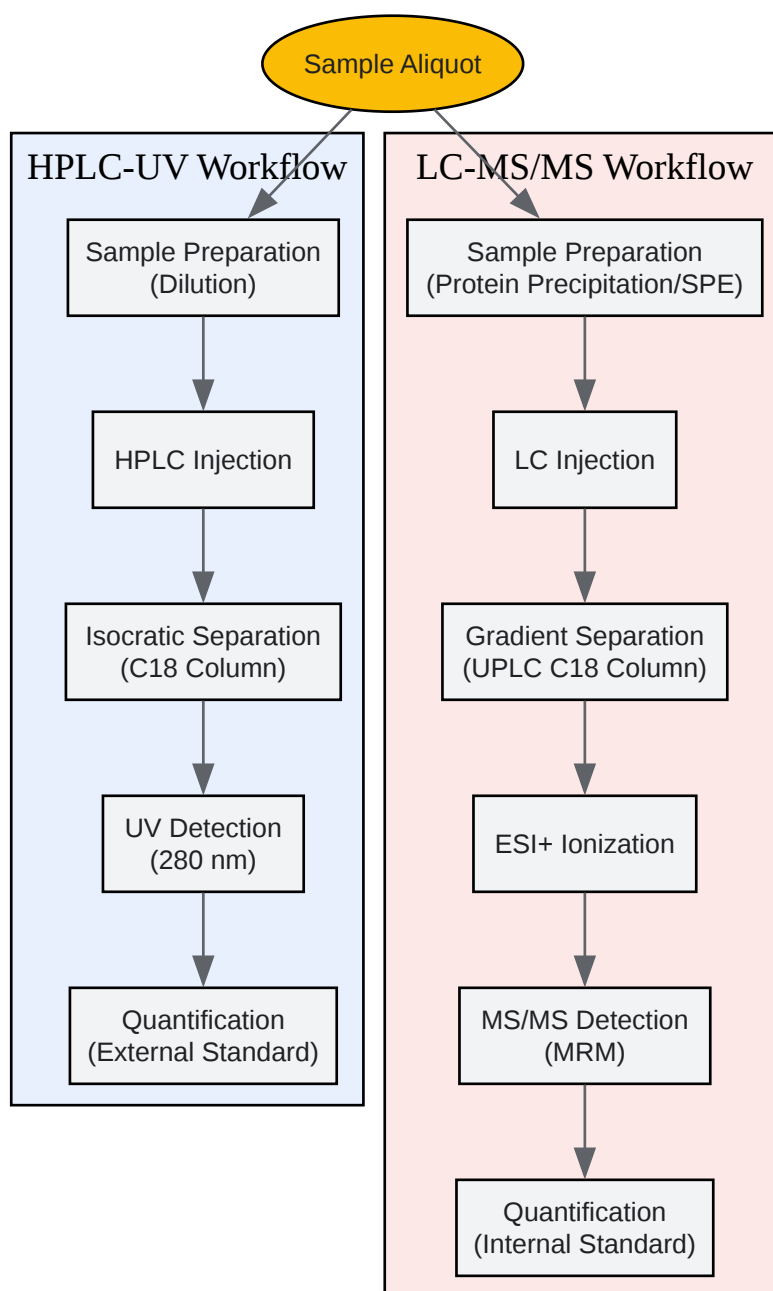 Sample Aliquot
HPLC-UV Workflow
Sample Preparation
(Dilution)
HPLC Injection
Isocratic Separation
(C18 Column)
UV Detection
(280 nm)
Quantification
(External Standard)
LC-MS/MS Workflow
Sample Preparation
(Protein Precipitation/SPE)
LC Injection
Gradient Separation
(UPLC C18 Column)
ESI+ Ionization
MS/MS Detection
(MRM)
Quantification
(Internal Standard)